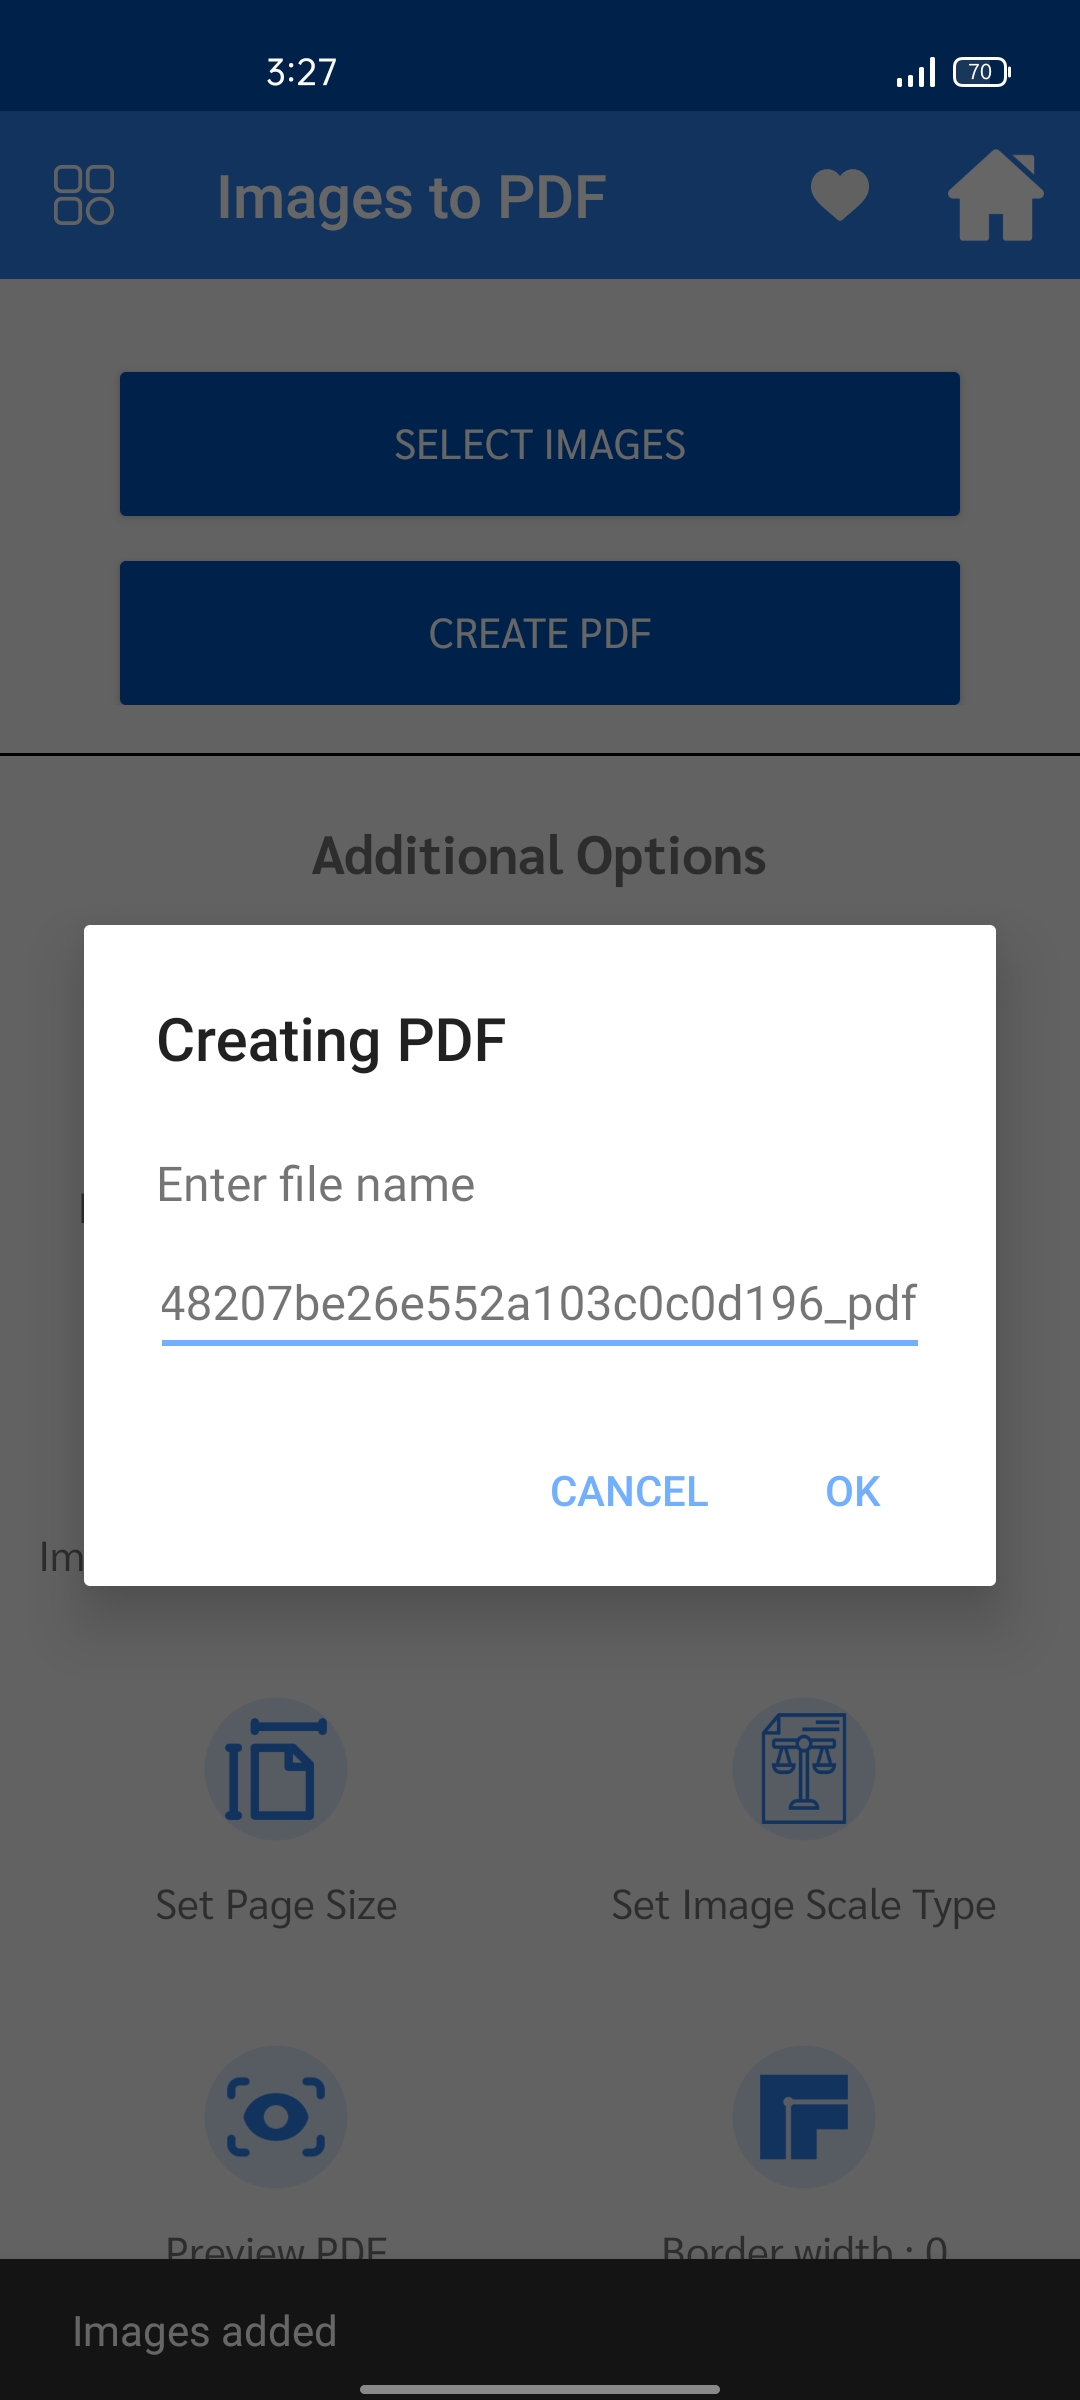 3:27
70
Images to PDF
SELECT IMAGES
CREATE PDF
Additional Options
Creating PDF
Enter file name
48207be26e552a103c0c0d196_pdf
CANCEL OK
Im
Set Page Size
Set Image Scale Type
Preview PDF
Border width : 0
Images added